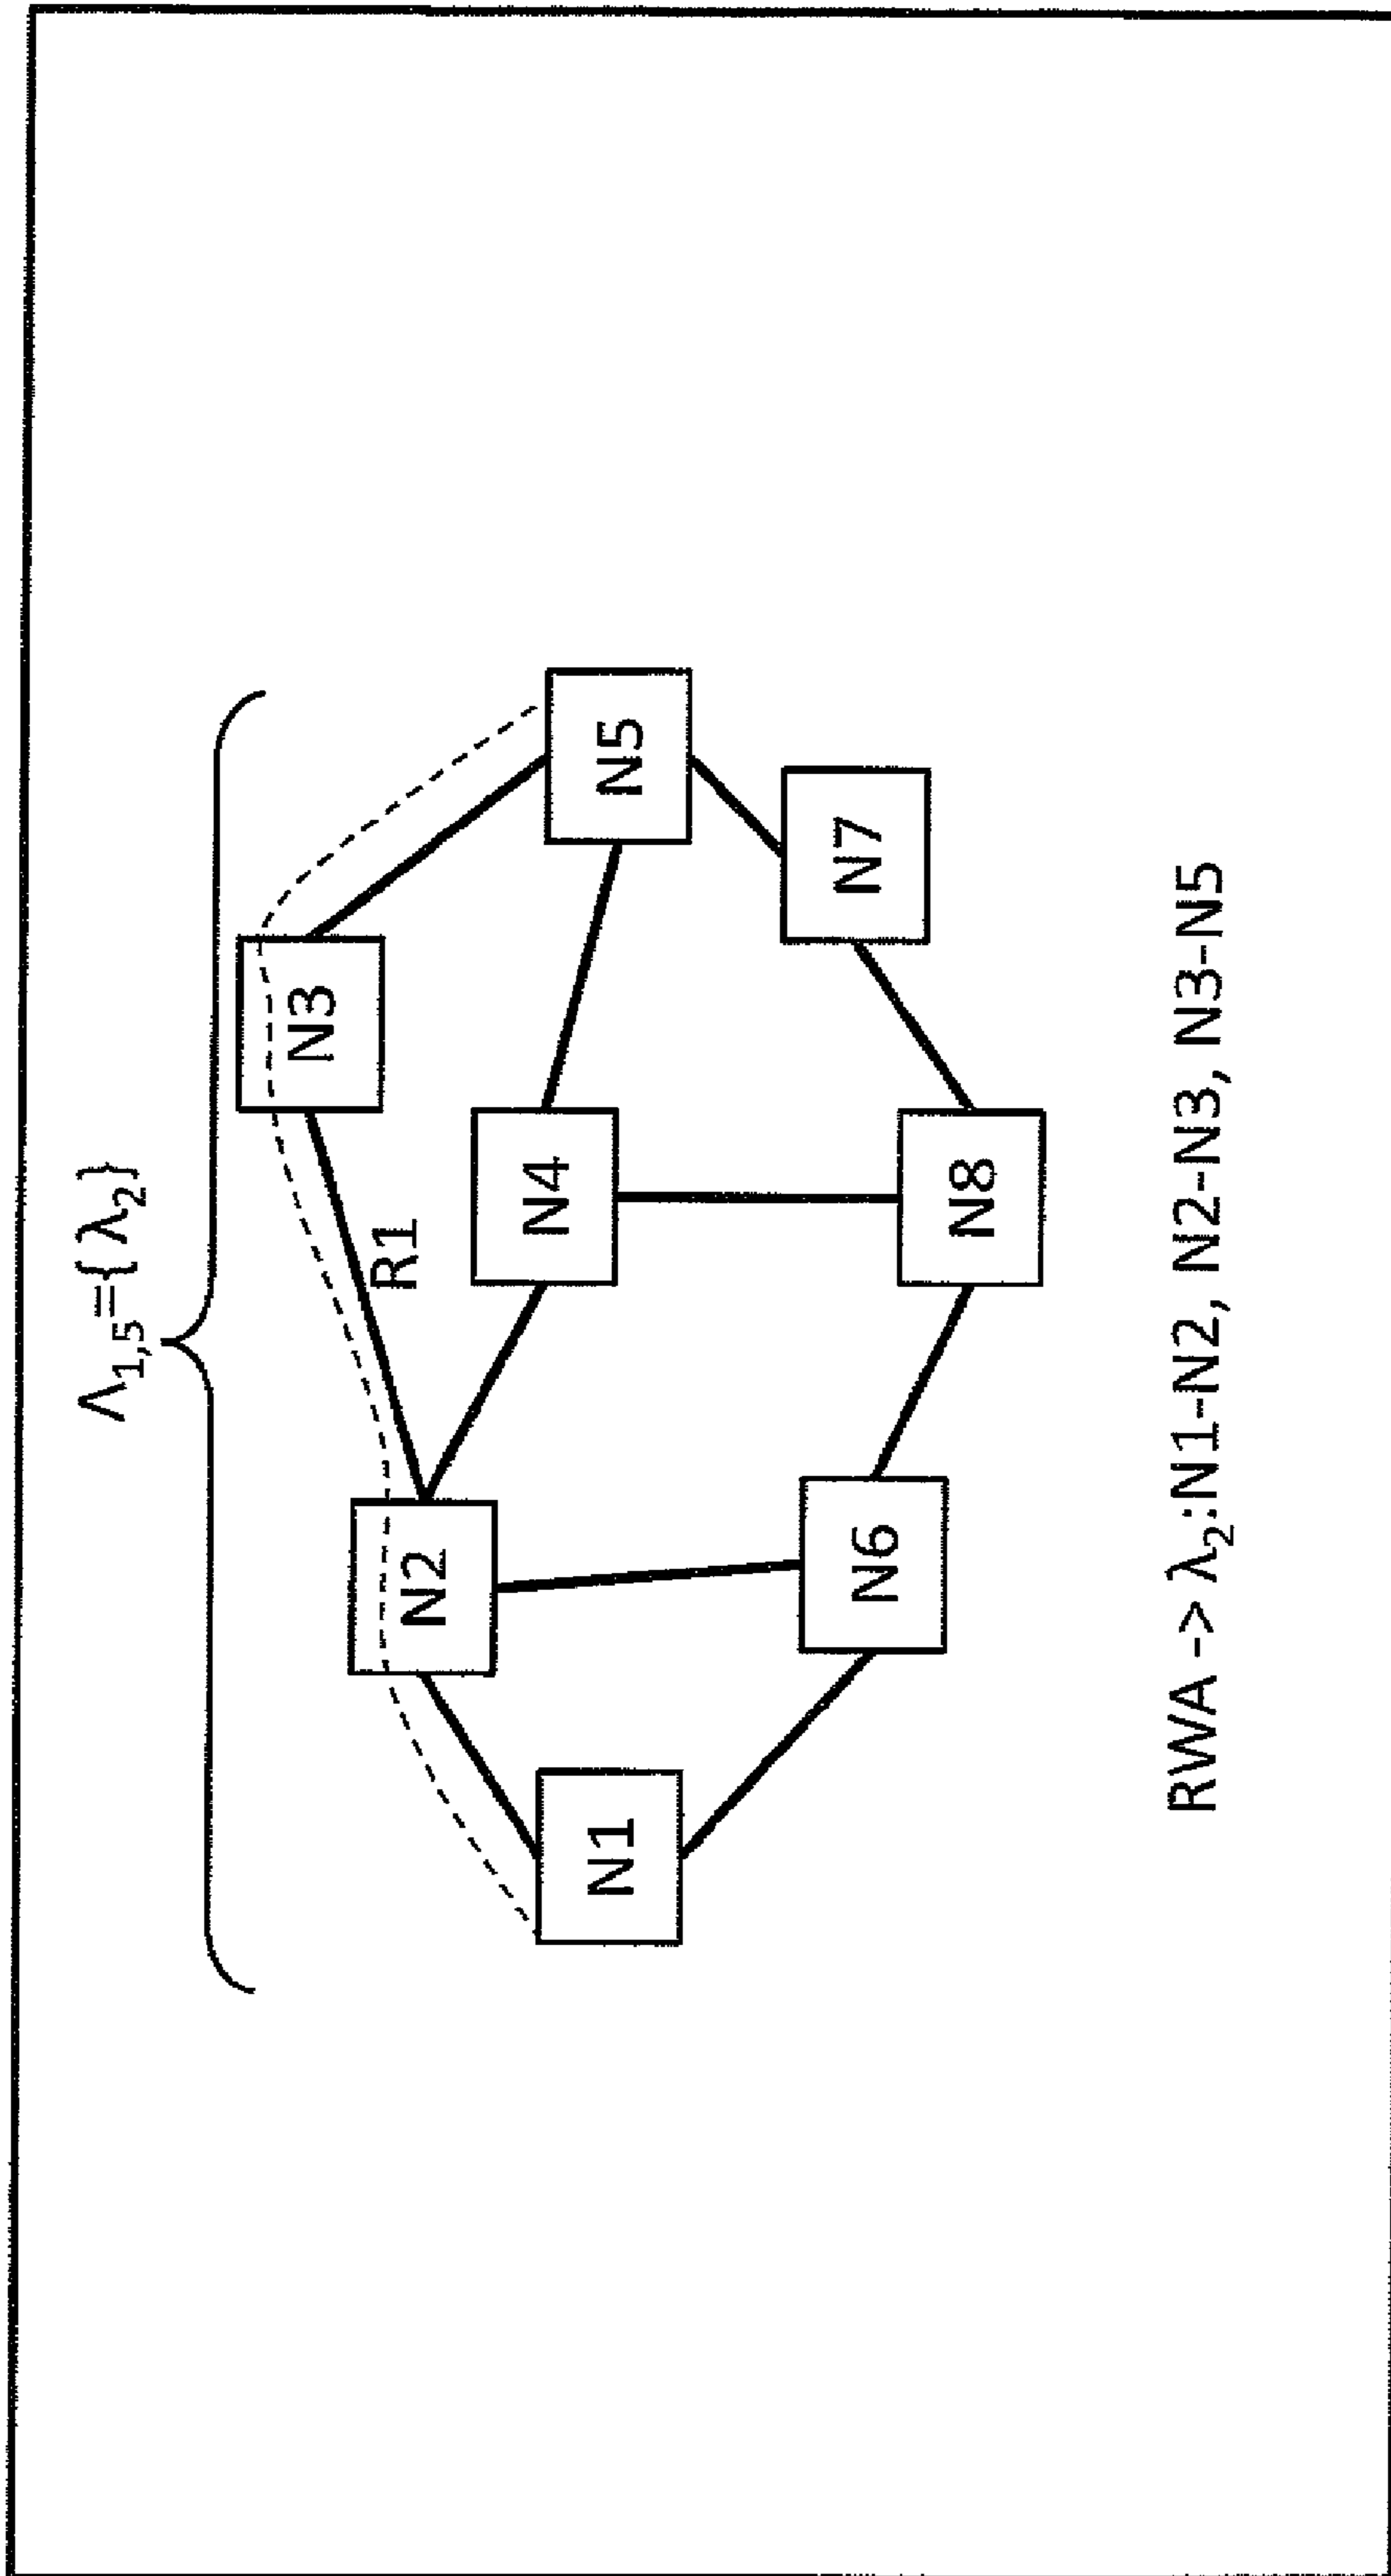 Λ1,5={ λ2}
N3
R1
N2
N4
N5
N1
N6
N8
N7
RWA -> λ2:N1-N2, N2-N3, N3-N5